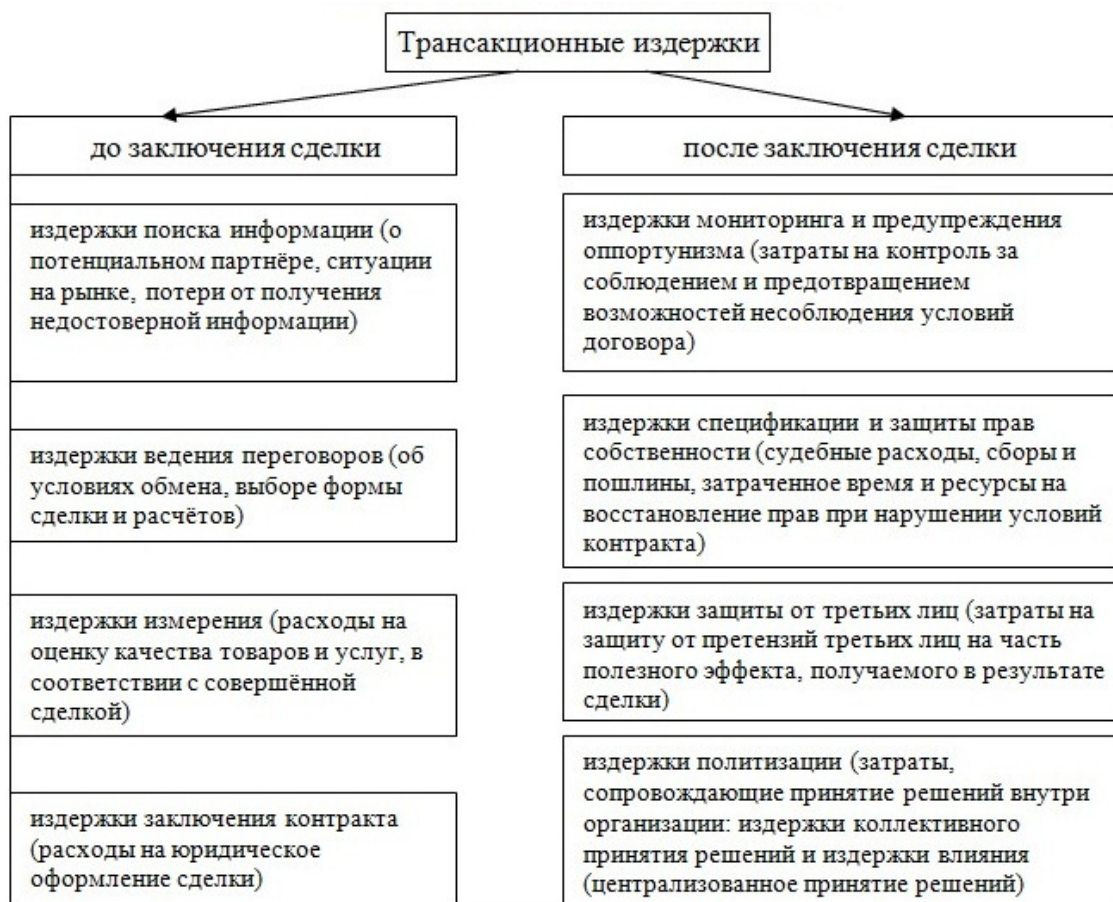 Трансакционные издержки
до заключения сделки
издержки поиска информации (о
потенциальном партнёре, ситуации
на рынке, потери от получения
недостоверной информации)
издержки ведения переговоров (об
условиях обмена, выборе формы
сделки и расчётов)
издержки измерения (расходы на
оценку качества товаров и услуг, в
соответствии с совершённой
сделкой)
издержки заключения контракта
(расходы на юридическое
оформление сделки)
после заключения сделки
издержки мониторинга и предупреждения
оппортунизма (затраты на контроль за
соблюдением и предотвращением
возможностей несоблюдения условий
договора)
издержки спецификации и защиты прав
собственности (судебные расходы, сборы и
пошлины, затраченное время и ресурсы на
восстановление прав при нарушении условий
контракта)
издержки защиты от третьих лиц (затраты на
защиту от претензий третьих лиц на часть
полезного эффекта, получаемого в результате
сделки)
издержки политизации (затраты,
сопровождающие принятие решений внутри
организации: издержки коллективного
принятия решений и издержки влияния
(централизованное принятие решений)